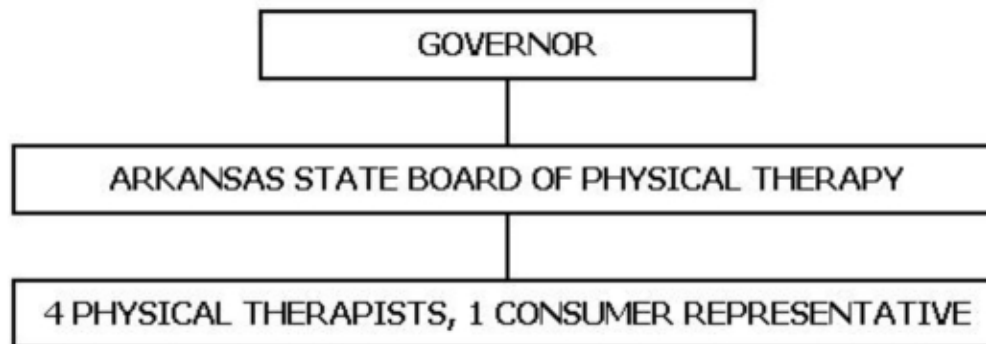 GOVERNOR
ARKANSAS STATE BOARD OF PHYSICAL THERAPY
4 PHYSICAL THERAPISTS, 1 CONSUMER REPRESENTATIVE